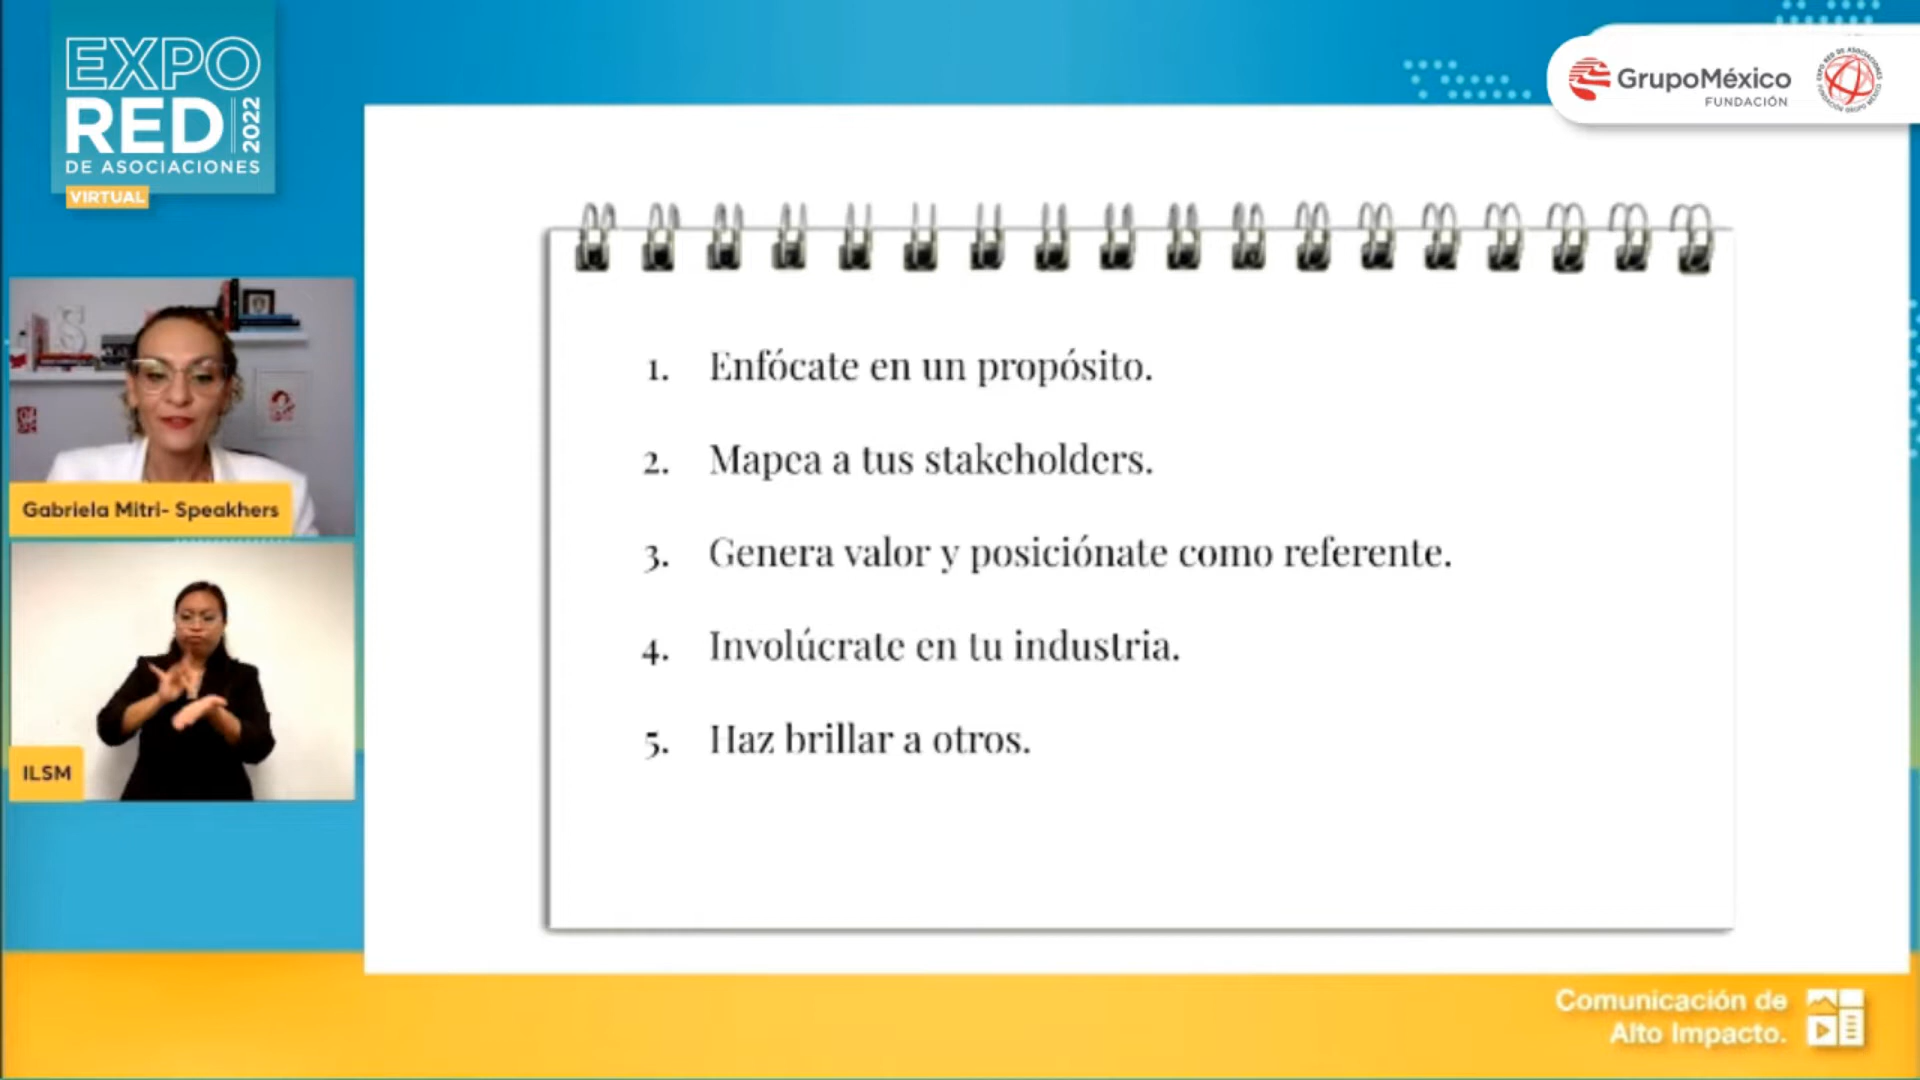 EXPO
RED 2022
DE ASOCIACIONES
VIRTUAL
GrupoMéxico
FUNDACIÓN
1. Enfócate en un propósito.
2. Mapea a tus stakeholders.
3. Genera valor y posiciónate como referente.
4. Involúcrate en tu industria.
5. Haz brillar a otros.
Gabriela Mitri- Speakhers
ILSM
Comunicación de
Alto Impacto.